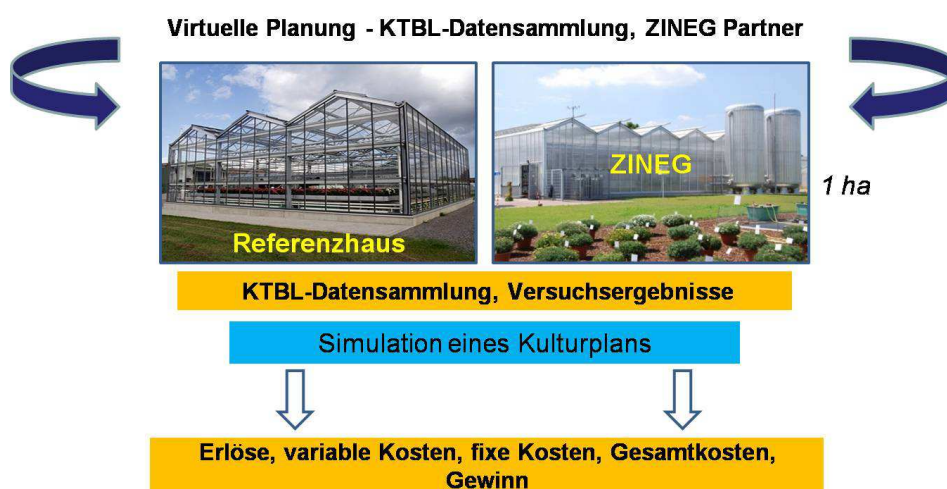 Virtuelle Planung - KTBL-Datensammlung, ZINEG Partner
Referenzhaus
ZINEG
1 ha
KTBL-Datensammlung, Versuchsergebnisse
Simulation eines Kulturplans
Erlöse, variable Kosten, fixe Kosten, Gesamtkosten,
Gewinn